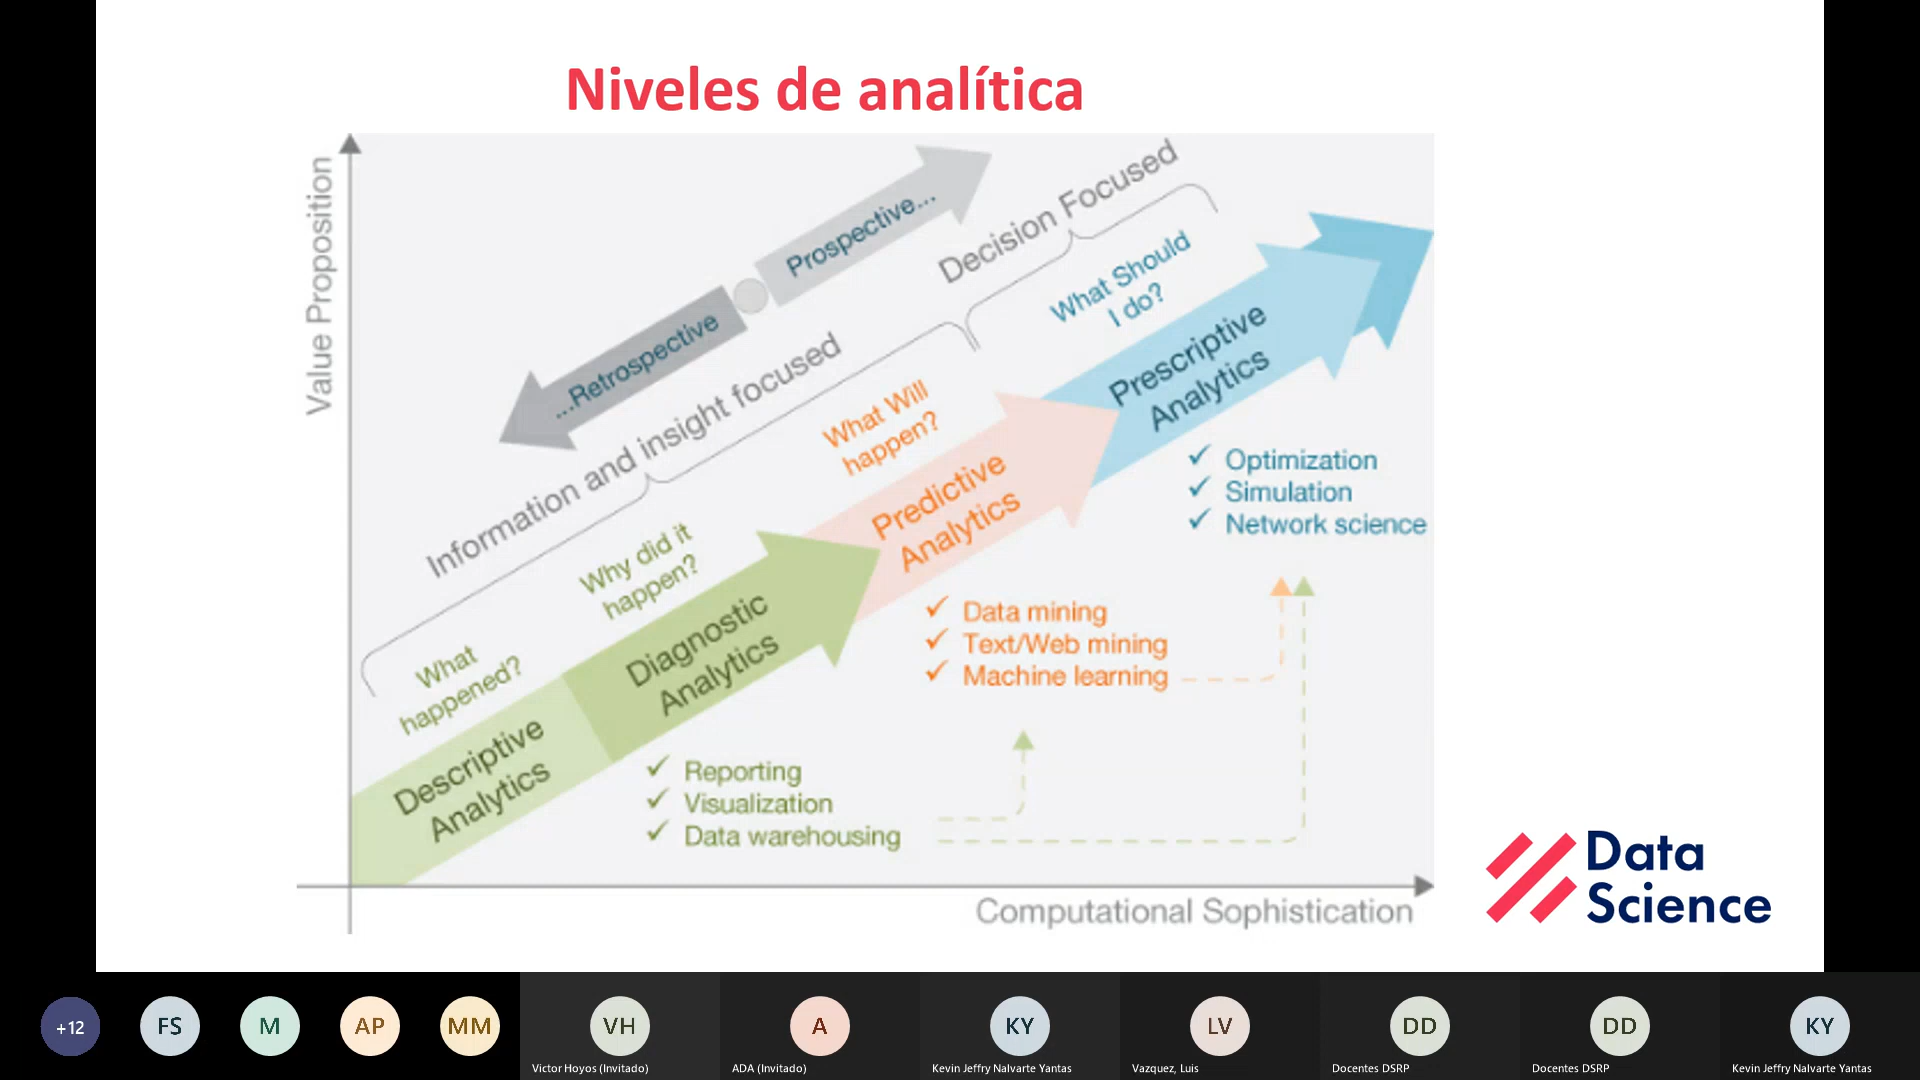 Niveles de analítica
Value Proposition
...Retrospective
Prospective...
Information and insight focused
Decision Focused
What
happened?
Why did it
happen?
What Will
happen?
What Should
I do?
Descriptive
Analytics
Diagnostic
Analytics
Predictive
Analytics
Prescriptive
Analytics
✓ Optimization
✓ Simulation
✓ Network science
✓ Data mining
✓ Text/Web mining
✓ Machine learning
✓ Reporting
✓ Visualization
✓ Data warehousing
Computational Sophistication
Data
Science
+12
FS
M
AP
MM
VH
Victor Hoyos (Invitado)
A
ADA (Invitado)
KY
Kevin Jeffry Nalvarte Yantas
LV
Vazquez, Luis
DD
Docentes DSRP
DD
Docentes DSRP
KY
Kevin Jeffry Nalvarte Yantas